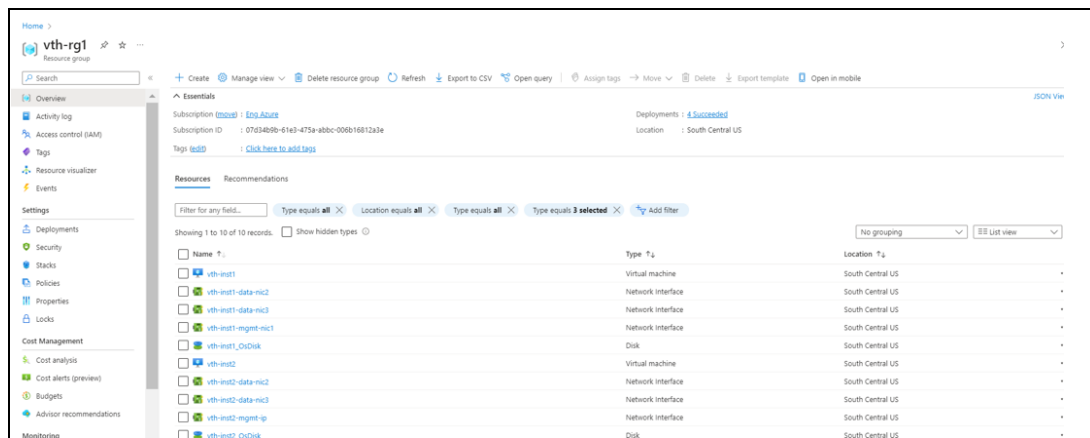 Home >
vth-rg1
Resource group
Search
Create Manage view Delete resource group Refresh Export to CSV Open query Assign tags Move Delete Export template Open in mobile
Overview
Activity log
Access control (IAM)
Tags
Resource visualizer
Events
Settings
Deployments
Security
Stacks
Policies
Properties
Locks
Cost Management
Cost analysis
Cost alerts (preview)
Budgets
Advisor recommendations
Monitoring
Essentials
JSON Vie
Subscription (move) : Eng Azure
Deployments : 4 Succeeded
Subscription ID : 07d34b9b-61e3-475a-abbc-006b16812a3e
Location : South Central US
Tags (edit) : Click here to add tags
Resources Recommendations
Filter for any field... Type equals all Location equals all Type equals all Type equals 3 selected Add filter
Showing 1 to 10 of 10 records. Show hidden types
No grouping List view
Name Type Location
vth-inst1 Virtual machine South Central US
vth-inst1-data-nic2 Network Interface South Central US
vth-inst1-data-nic3 Network Interface South Central US
vth-inst1-mgmt-nic1 Network Interface South Central US
vth-inst1_OsDisk Disk South Central US
vth-inst2 Virtual machine South Central US
vth-inst2-data-nic2 Network Interface South Central US
vth-inst2-data-nic3 Network Interface South Central US
vth-inst2-mgmt-ip Network Interface South Central US
vth-inst2_OsDisk Disk South Central US